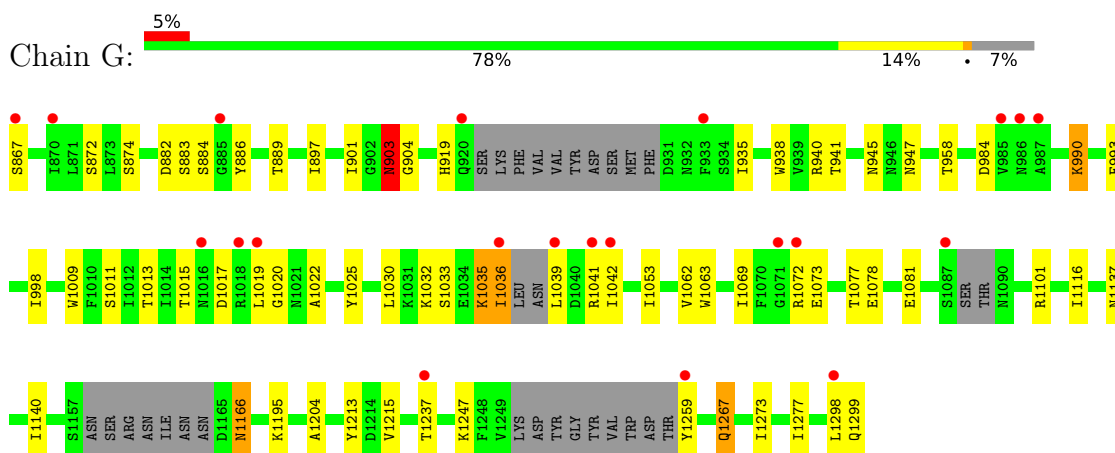 5%
Chain G:
78% 14% • 7%
S867 I870 L871 S872 L873 S874 D882 S883 S884 G885 Y886 T889 I897 I901 G902 N903 G904 H919 Q920 SER LYS PHE VAL VAL TYR ASP SER MET PHE D931 N932 F933 S934 I935 W938 V939 R940 T941 N945 N946 N947 T958 D984 V985 N986 A987 K990
I998 W1009 F1010 S1011 I1012 T1013 I1014 T1015 N1016 D1017 R1018 L1019 G1020 N1021 A1022 Y1025 L1030 K1031 K1032 S1033 E1034 K1035 I1036 LEU ASN L1039 D1040 R1041 I1042 I1053 V1062 W1063 I1069 F1070 G1071 R1072 E1073 T1077 E1078 E1081 S1087 SER THR N1090 R1101 I1116
I1140 S1157 ASN SER ARG ASN ILE ASN ASN D1165 N1166 K1195 A1204 Y1213 D1214 V1215 T1237 K1247 F1248 V1249 LYS ASP TYR GLY TYR VAL TRP ASP THR Y1259 Q1267 I1273 I1277 L1298 Q1299